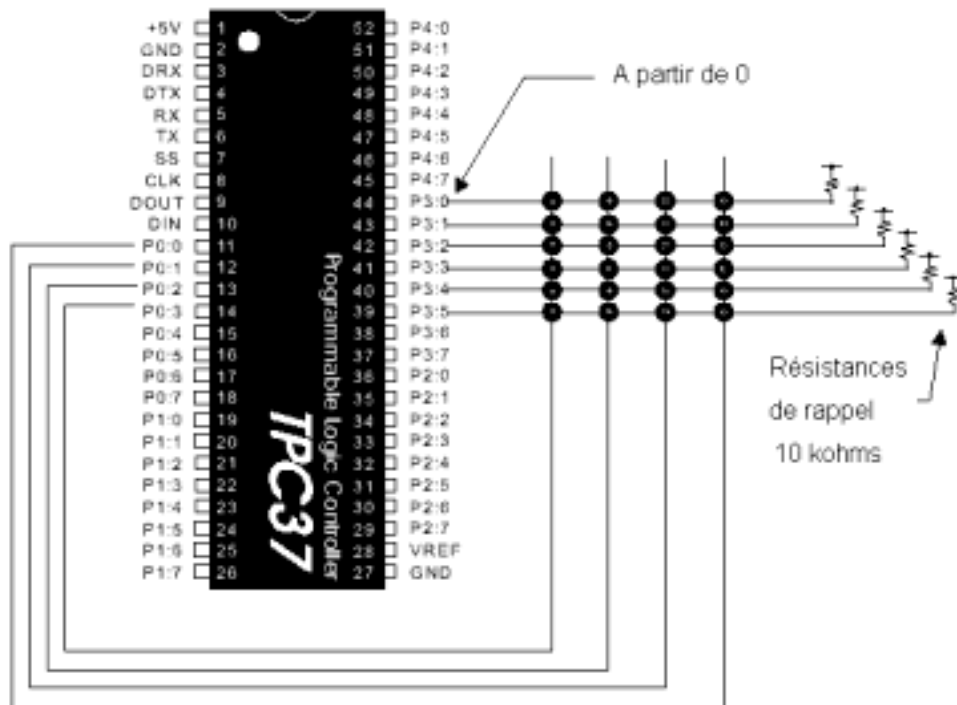 +5V 1 52 P4:0
GND 2 51 P4:1
DRX 3 50 P4:2
DTX 4 49 P4:3
RX 5 48 P4:4
TX 6 47 P4:5
SS 7 46 P4:6
CLK 8 45 P4:7
DOUT 9 44 P3:0
DIN 10 43 P3:1
P0:0 11 42 P3:2
P0:1 12 41 P3:3
P0:2 13 40 P3:4
P0:3 14 39 P3:5
P0:4 15 38 P3:6
P0:5 16 37 P3:7
P0:6 17 36 P2:0
P0:7 18 35 P2:1
P1:0 19 34 P2:2
P1:1 20 33 P2:3
P1:2 21 32 P2:4
P1:3 22 31 P2:5
P1:4 23 30 P2:6
P1:5 24 29 P2:7
P1:6 25 28 VREF
P1:7 26 27 GND
Programmable Logic Controller
TPC37
A partir de 0
Résistances
de rappel
10 kohms